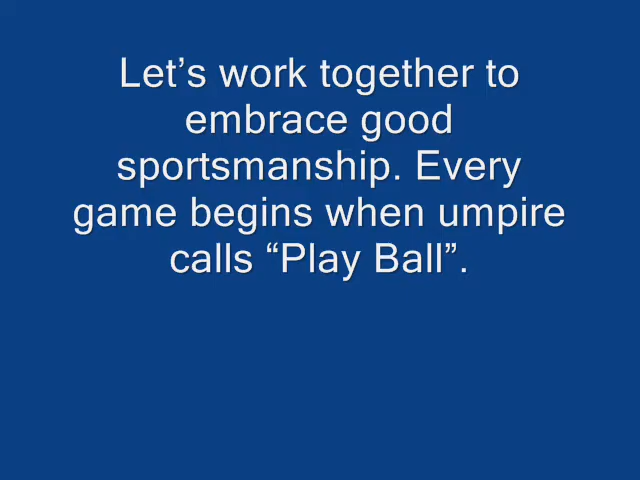 Let’s work together to
embrace good
sportsmanship. Every
game begins when umpire
calls “Play Ball”.